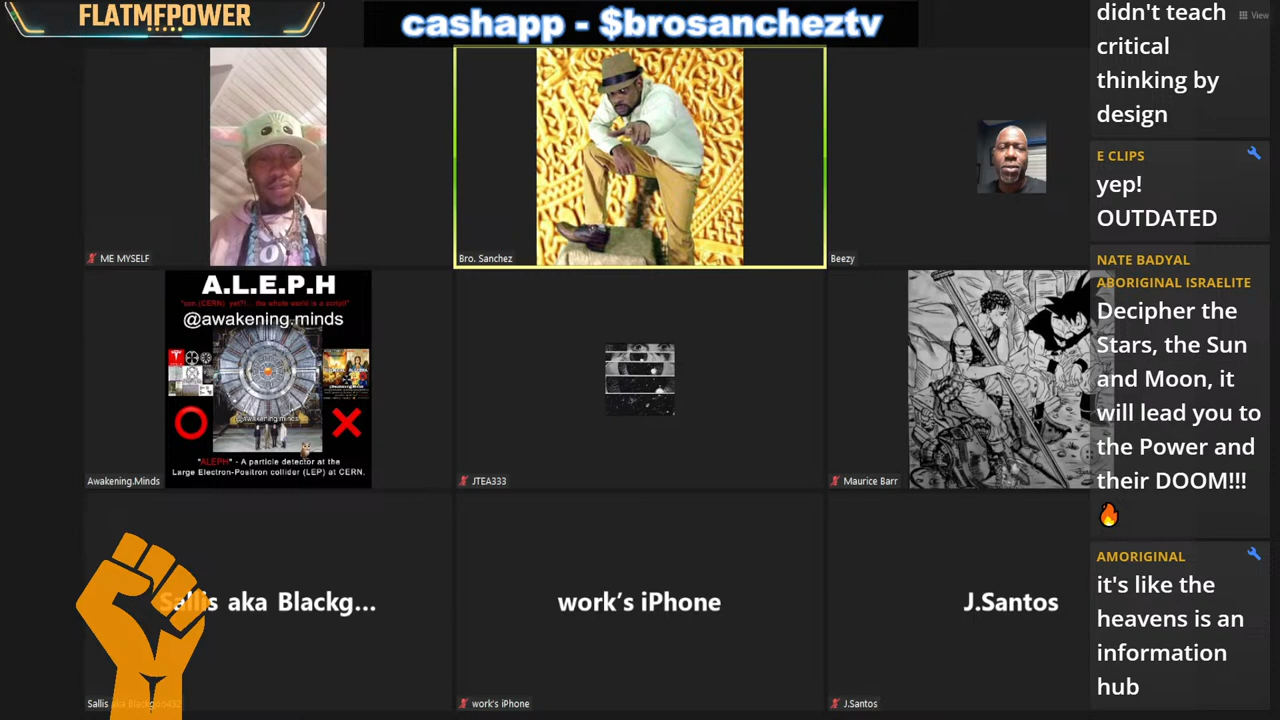 FLATMFPOWER
cashapp - $brosancheztv
View
ME MYSELF
Bro. Sanchez
Beezy
A.L.E.P.H
@awakening.minds
@awakening.minds
"ALEPH" - A particle detector at the
Large Electron-Positron collider (LEP) at CERN.
Awakening.Minds
JTEA333
Maurice Barr
Sallis aka Blackg...
work's iPhone
J.Santos
Sallis aka
work's iPhone
J.Santos
didn't teach
critical
thinking by
design
E CLIPS
yep!
OUTDATED
NATE BADYAL
ABORIGINAL ISRAELITE
Decipher the
Stars, the Sun
and Moon, it
will lead you to
the Power and
their DOOM!!!
🔥
AMORIGINAL
it's like the
heavens is an
information
hub